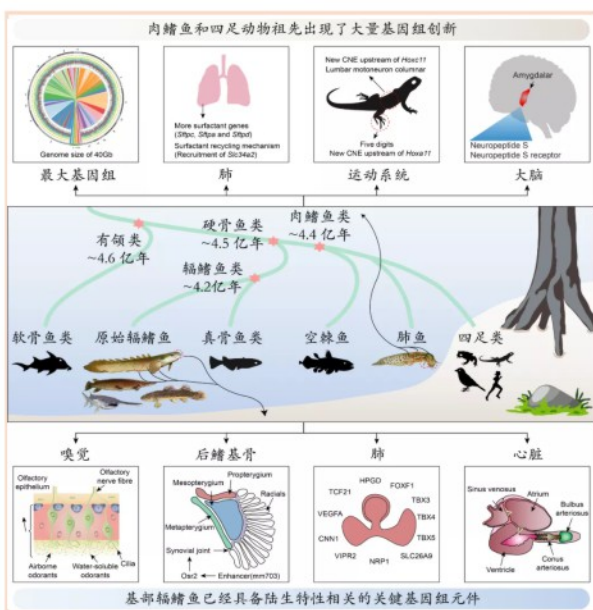 肉鳍鱼和四足动物祖先出现了大量基因组创新
Genome size of 40Gb
More surfactant genes
(Sftpc, Sftpa and Sftpd)
Surfactant recycling mechanism
(Recruitment of Slc34a2)
New CNE upstream of Hoxc11
Lumbar motoneuron columnar
Five digits
New CNE upstream of Hoxa11
Amygdalar
Neuropeptide S
Neuropeptide S receptor
最大基因组
肺
运动系统
大脑
有颌类
~4.6 亿年
硬骨鱼类
~4.5 亿年
肉鳍鱼类
~4.4 亿年
辐鳍鱼类
~4.2亿年
软骨鱼类
原始辐鳍鱼
真骨鱼类
空棘鱼
肺鱼
四足类
嗅觉
后鳍基骨
肺
心脏
Olfactory
epithelium
Olfactory
nerve fibre
Airborne
odorants
Water-soluble
odorants
Cilia
Propterygium
Mesopterygium
Radials
Metapterygium
Synovial joint
Osr2
Enhancer(mm703)
HPGD
FOXF1
TCF21
TBX3
VEGFA
TBX4
CNN1
TBX5
VIPR2
NRIP1
SLC26A9
Sinus venosus
Atrium
Bulbus
arteriosus
Ventricle
Conus
arteriosus
基部辐鳍鱼已经具备陆生特性相关的关键基因组元件